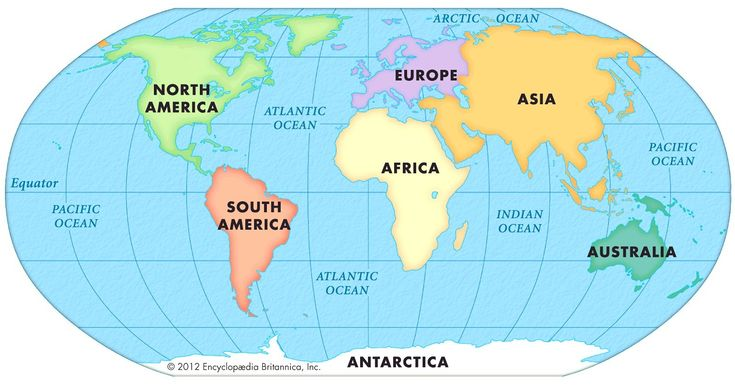 ARCTIC OCEAN
NORTH
AMERICA
EUROPE
ASIA
ATLANTIC
OCEAN
PACIFIC
OCEAN
AFRICA
Equator
PACIFIC
OCEAN
SOUTH
AMERICA
INDIAN
OCEAN
AUSTRALIA
ATLANTIC
OCEAN
ANTARCTICA
© 2012 Encyclopædia Britannica, Inc.